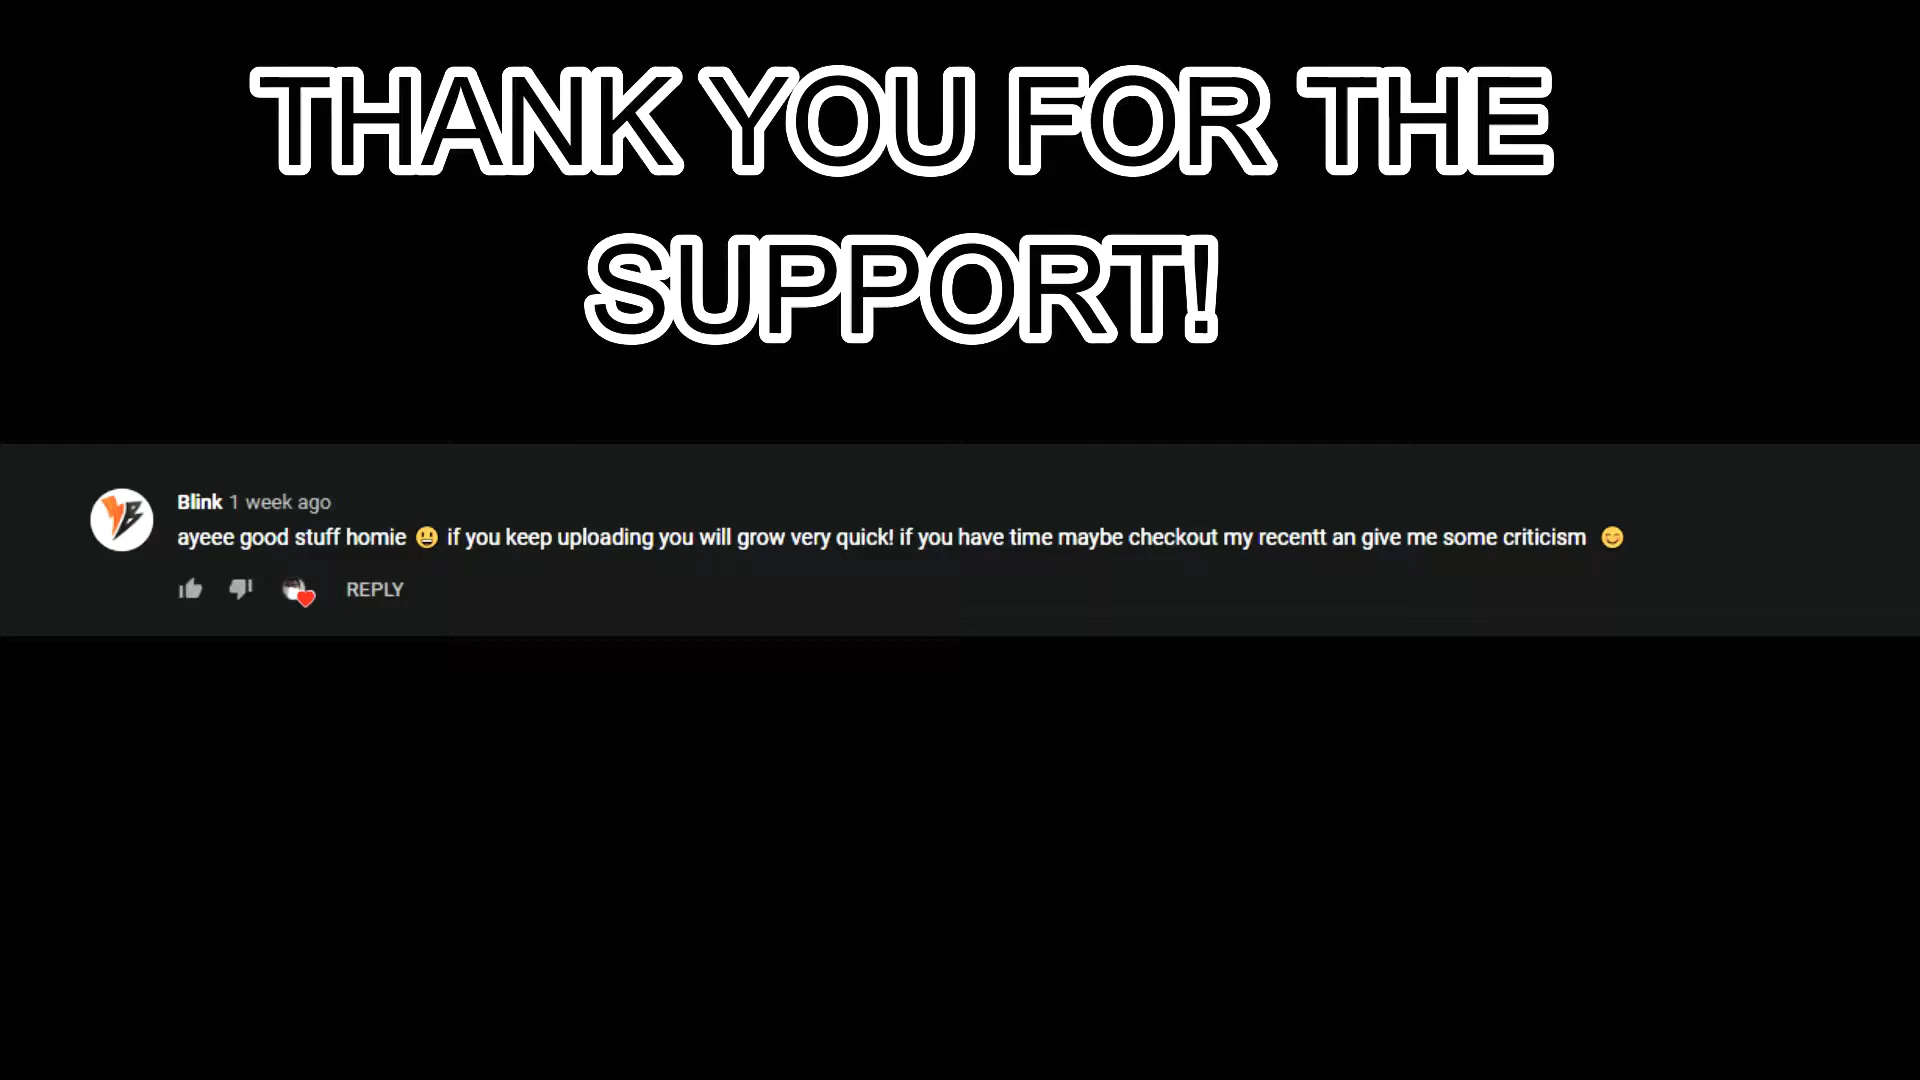 THANK YOU FOR THE
SUPPORT!
Blink 1 week ago
ayeee good stuff homie 😃 if you keep uploading you will grow very quick! if you have time maybe checkout my recentt an give me some criticism 😊
REPLY